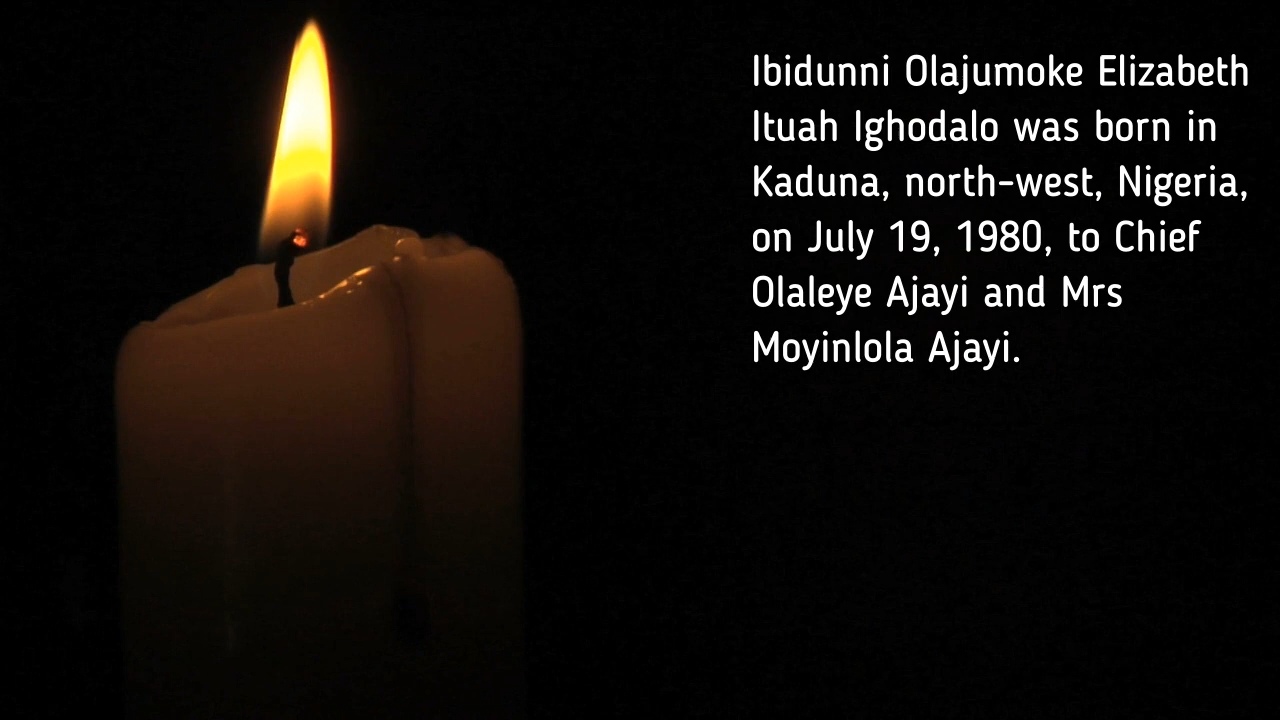 Ibidunni Olajumoke Elizabeth
Ituah Ighodalo was born in
Kaduna, north-west, Nigeria,
on July 19, 1980, to Chief
Olaleye Ajayi and Mrs
Moyinlola Ajayi.